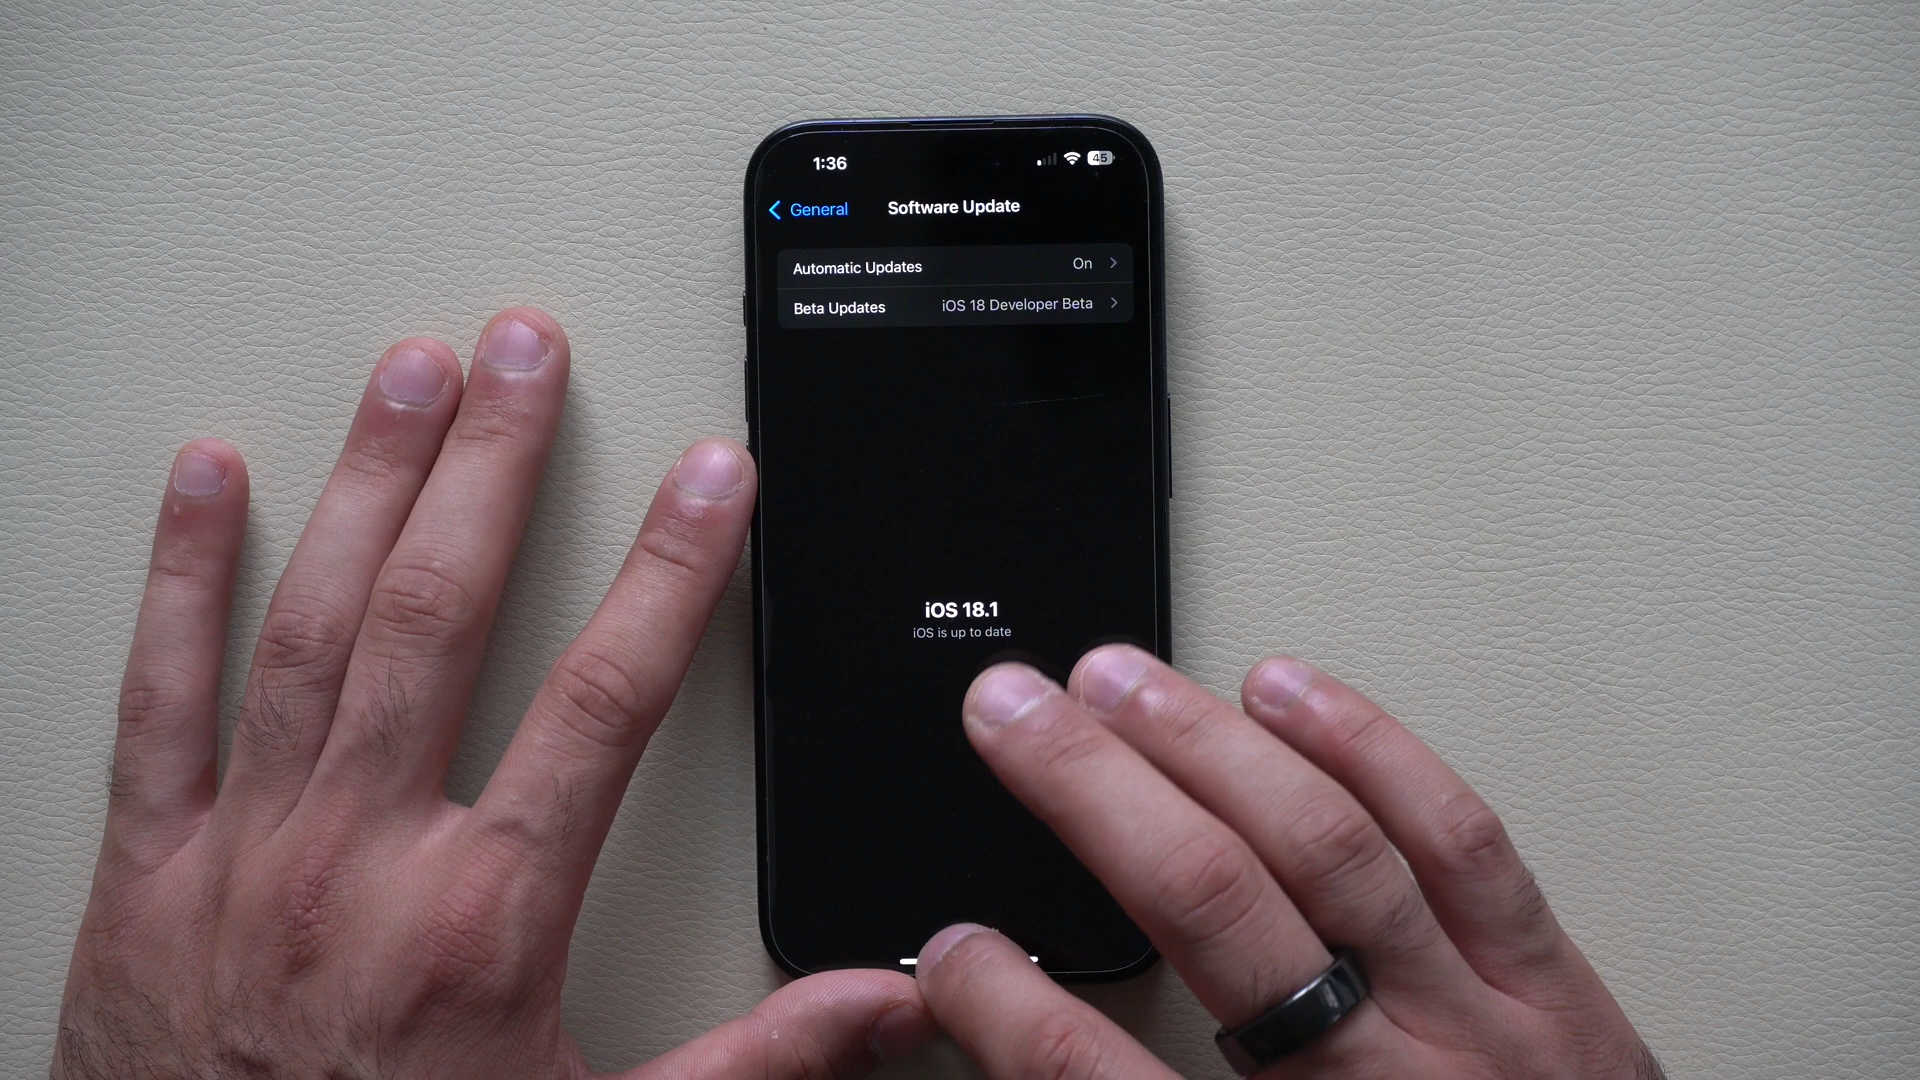 1:36
45
General
Software Update
Automatic Updates On
Beta Updates iOS 18 Developer Beta
iOS 18.1
iOS is up to date